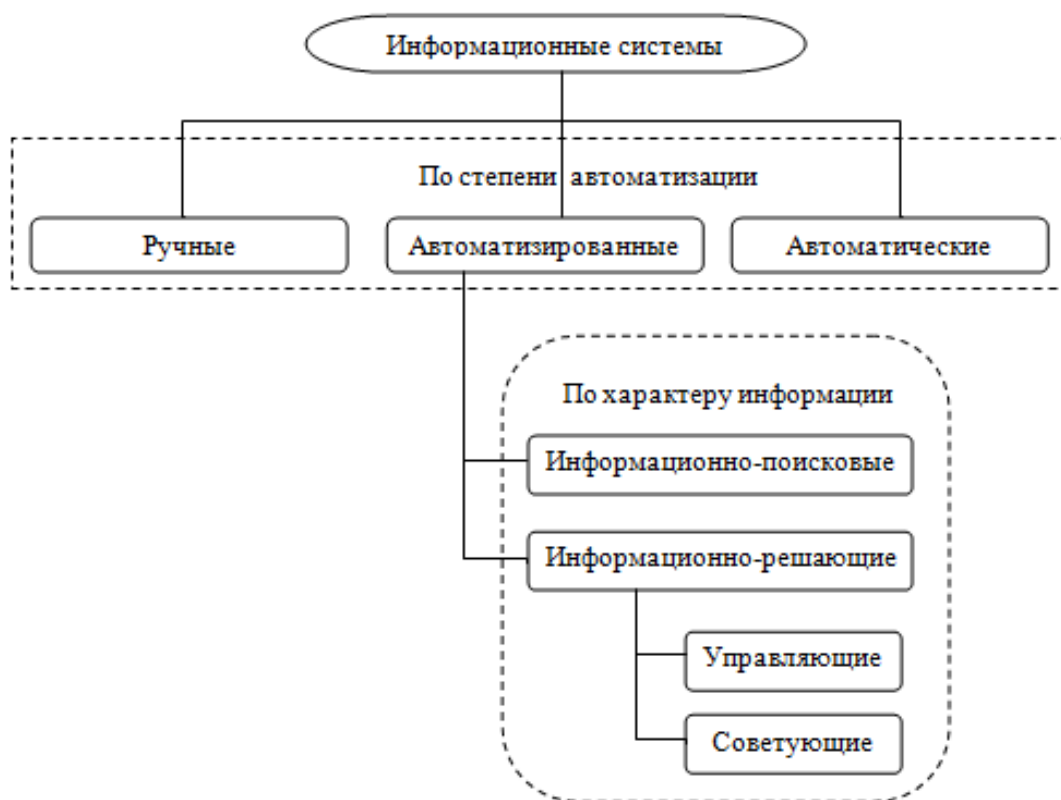 Информационные системы
По степени автоматизации
Ручные
Автоматизированные
Автоматические
По характеру информации
Информационно-поисковые
Информационно-решающие
Управляющие
Советующие